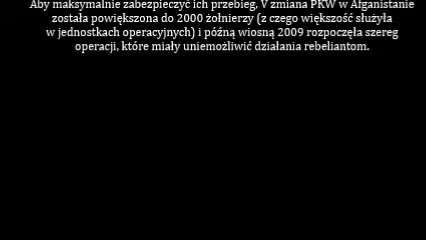 Aby maksymalnie zabezpieczyć ich przebieg, V zmiana PKW w Afganistanie
została powiększona do 2000 żołnierzy (z czego większość służyła
w jednostkach operacyjnych) i późną wiosną 2009 rozpoczęła szereg
operacji, które miały uniemożliwić działania rebeliantom.